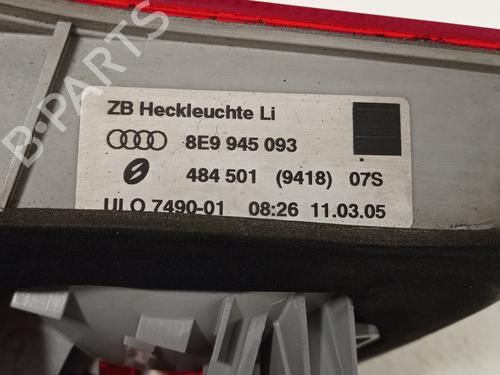 B-PARTS
ZB Heckleuchte Li
8E9 945 093
484 501 (9418) 07S
ULO 7490-01 08:26 11.03.05